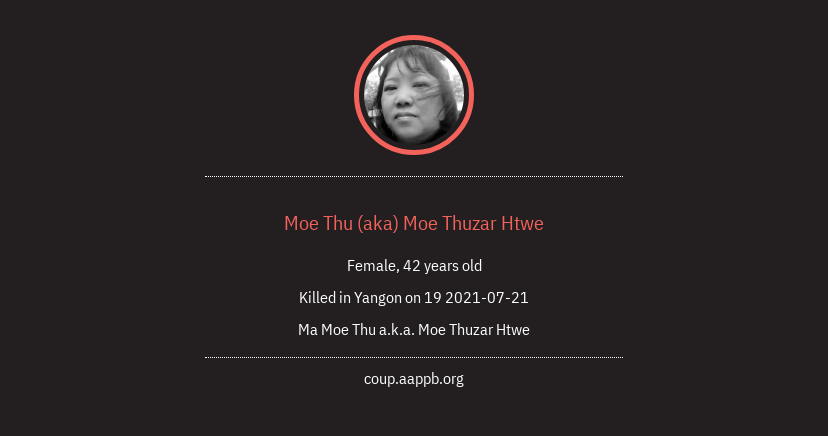 Moe Thu (aka) Moe Thuzar Htwe
Female, 42 years old
Killed in Yangon on 19 2021-07-21
Ma Moe Thu a.k.a. Moe Thuzar Htwe
coup.aappb.org